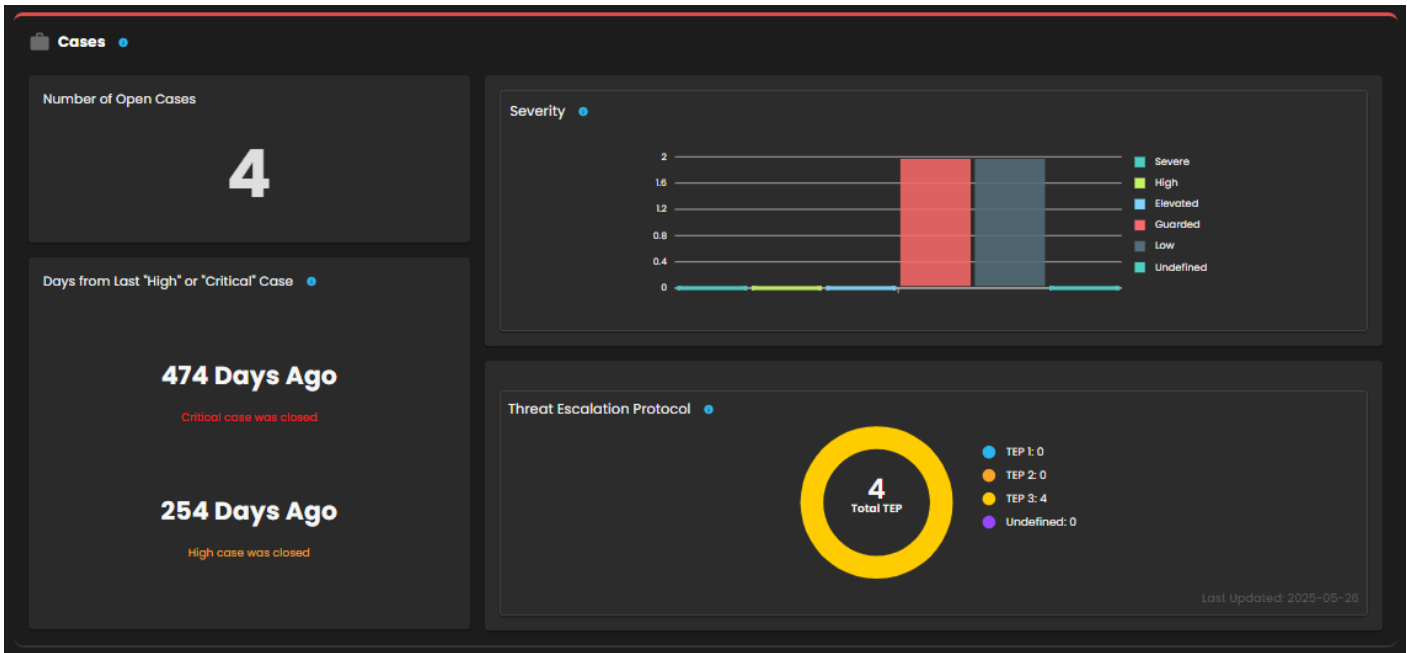 Cases
Number of Open Cases
4
Days from Last "High" or "Critical" Case
474 Days Ago
Critical case was closed
254 Days Ago
High case was closed
Severity
2
1.6
1.2
0.8
0.4
0
Severe
High
Elevated
Guarded
Low
Undefined
Threat Escalation Protocol
4
Total TEP
TEP 1: 0
TEP 2: 0
TEP 3: 4
Undefined: 0
Last Updated: 2025-05-26